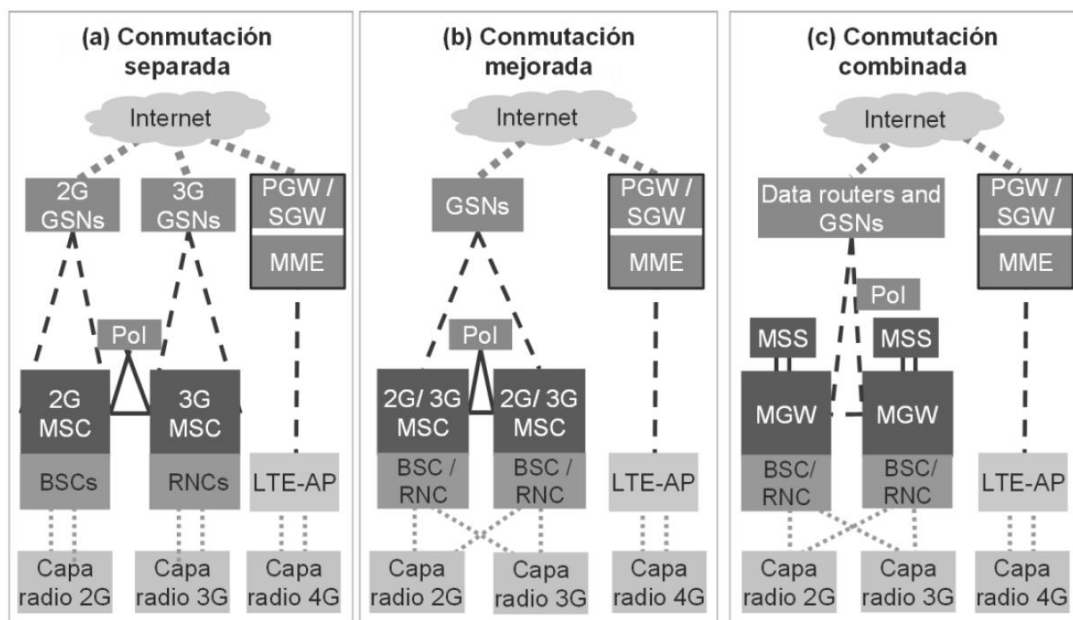 (a) Conmutación
separada
Internet
2G
GSNs
3G
GSNs
PGW /
SGW
MME
PoI
2G
MSC
3G
MSC
BSCs
RNCs
LTE-AP
Capa
radio 2G
Capa
radio 3G
Capa
radio 4G
(b) Conmutación
mejorada
Internet
GSNs
PGW /
SGW
MME
PoI
2G/ 3G
MSC
2G/ 3G
MSC
BSC /
RNC
BSC /
RNC
LTE-AP
Capa
radio 2G
Capa
radio 3G
Capa
radio 4G
(c) Conmutación
combinada
Internet
Data routers and
GSNs
PGW /
SGW
MME
PoI
MSS
MSS
MGW
MGW
BSC/
RNC
BSC/
RNC
LTE-AP
Capa
radio 2G
Capa
radio 3G
Capa
radio 4G